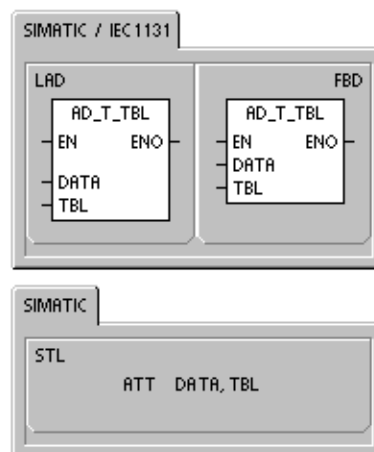 SIMATIC / IEC1131
LAD FBD
AD_T_TBL AD_T_TBL
EN ENO EN ENO
DATA DATA
TBL TBL
SIMATIC
STL
ATT DATA, TBL